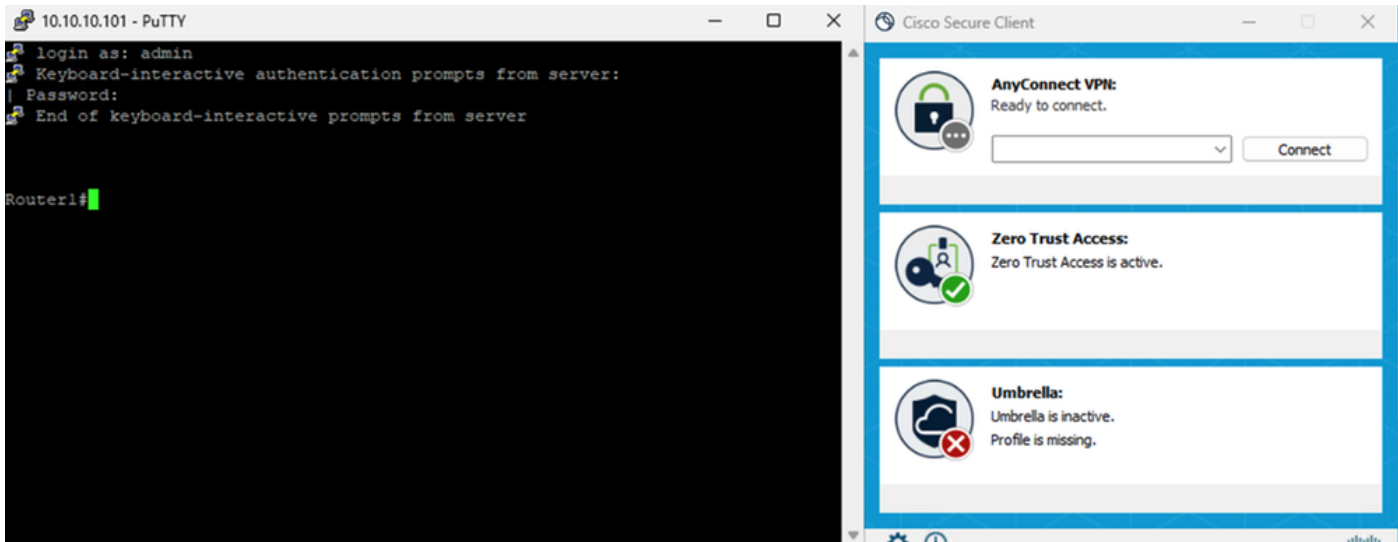 10.10.10.101 - PuTTY
login as: admin
Keyboard-interactive authentication prompts from server:
| Password:
End of keyboard-interactive prompts from server
Router1#
Cisco Secure Client
AnyConnect VPN:
Ready to connect.
Connect
Zero Trust Access:
Zero Trust Access is active.
Umbrella:
Umbrella is inactive.
Profile is missing.